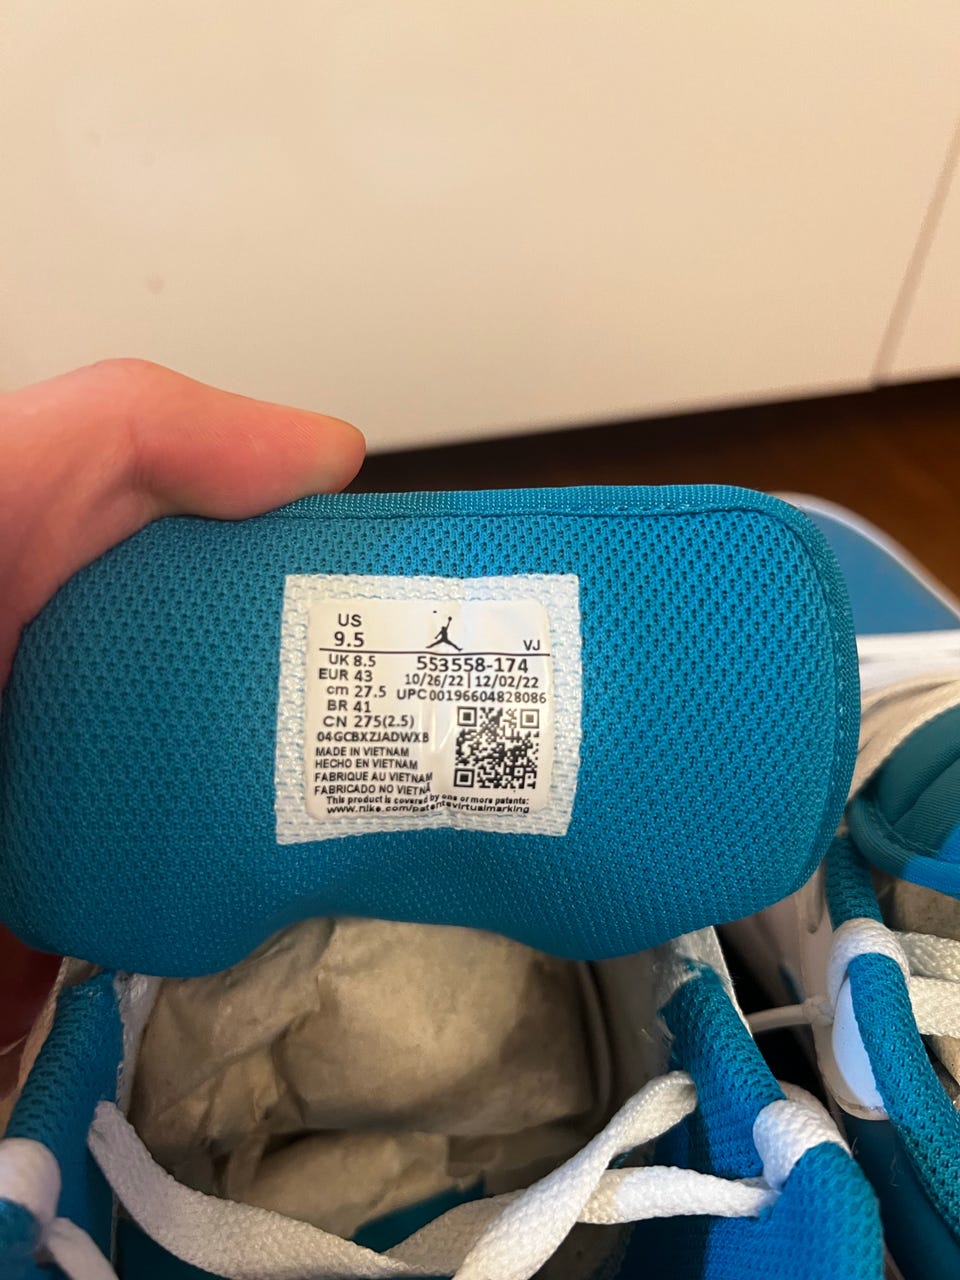 US
9.5
VJ
UK 8.5
553558-174
EUR 43
10/26/22 | 12/02/22
cm 27.5
UPC 00196604828086
BR 41
CN 275(2.5)
04GCBXZJADWXB
MADE IN VIETNAM
HECHO EN VIETNAM
FABRIQUE AU VIETNAM
FABRICADO NO VIETNÃ
This product is covered by one or more patents:
www.nike.com/patentsvirtualmarking